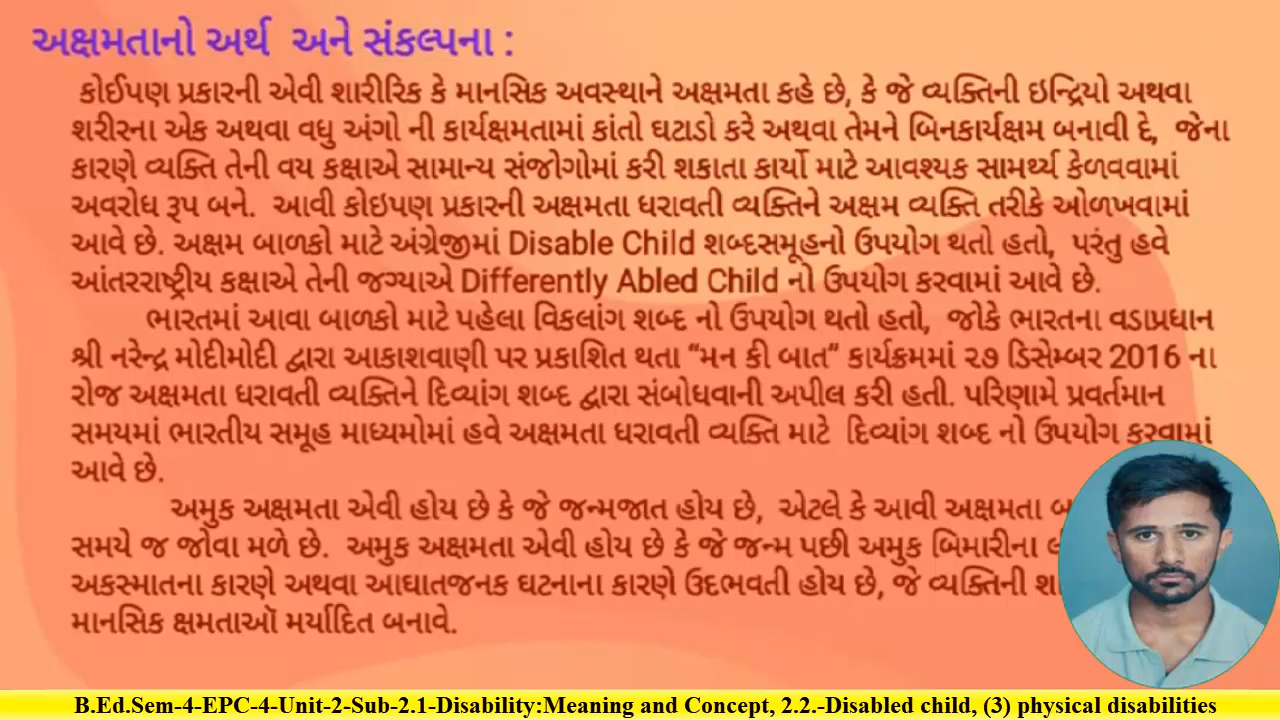 અક્ષમતાનો અર્થ અને સંકલ્પના :
કોઈપણ પ્રકારની એવી શારીરિક કે માનસિક અવસ્થાને અક્ષમતા કહે છે, કે જે વ્યક્તિની ઇન્દ્રિયો અથવા
શરીરના એક અથવા વધુ અંગો ની કાર્યક્ષમતામાં કાંતો ઘટાડો કરે અથવા તેમને બિનકાર્યક્ષમ બનાવી દે, જેના
કારણે વ્યક્તિ તેની વય કક્ષાએ સામાન્ય સંજોગોમાં કરી શકાતા કાર્યો માટે આવશ્યક સામર્થ્ય કેળવવામાં
અવરોધ રૂપ બને. આવી કોઇપણ પ્રકારની અક્ષમતા ધરાવતી વ્યક્તિને અક્ષમ વ્યક્તિ તરીકે ઓળખવામાં
આવે છે. અક્ષમ બાળકો માટે અંગ્રેજીમાં Disable Child શબ્દસમૂહનો ઉપયોગ થતો હતો, પરંતુ હવે
આંતરરાષ્ટ્રીય કક્ષાએ તેની જગ્યાએ Differently Abled Child નો ઉપયોગ કરવામાં આવે છે.
ભારતમાં આવા બાળકો માટે પહેલા વિકલાંગ શબ્દ નો ઉપયોગ થતો હતો, જોકે ભારતના વડાપ્રધાન
શ્રી નરેન્દ્ર મોદીમોદી દ્વારા આકાશવાણી પર પ્રકાશિત થતા “મન કી બાત” કાર્યક્રમમાં ૨૭ ડિસેમ્બર 2016 ના
રોજ અક્ષમતા ધરાવતી વ્યક્તિને દિવ્યાંગ શબ્દ દ્વારા સંબોધવાની અપીલ કરી હતી. પરિણામે પ્રવર્તમાન
સમયમાં ભારતીય સમૂહ માધ્યમોમાં હવે અક્ષમતા ધરાવતી વ્યક્તિ માટે દિવ્યાંગ શબ્દ નો ઉપયોગ કરવામાં
આવે છે.
અમુક અક્ષમતા એવી હોય છે કે જે જન્મજાત હોય છે, એટલે કે આવી અક્ષમતા
સમયે જ જોવા મળે છે. અમુક અક્ષમતા એવી હોય છે કે જે જન્મ પછી અમુક બિમારીના
અકસ્માતના કારણે અથવા આઘાતજનક ઘટનાના કારણે ઉદભવતી હોય છે, જે વ્યક્તિની
માનસિક ક્ષમતાઓં મર્યાદિત બનાવે.
B.Ed.Sem-4-EPC-4-Unit-2-Sub-2.1-Disability:Meaning and Concept, 2.2.-Disabled child, (3) physical disabilities